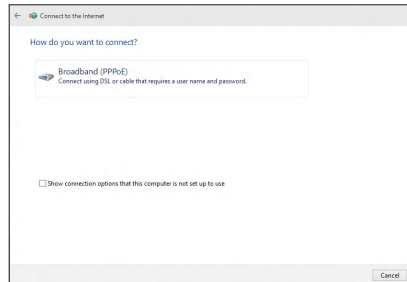 Connect to the Internet
How do you want to connect?
Broadband (PPPoE)
Connect using DSL or cable that requires a user name and password.
Show connection options that this computer is not set up to use
Cancel